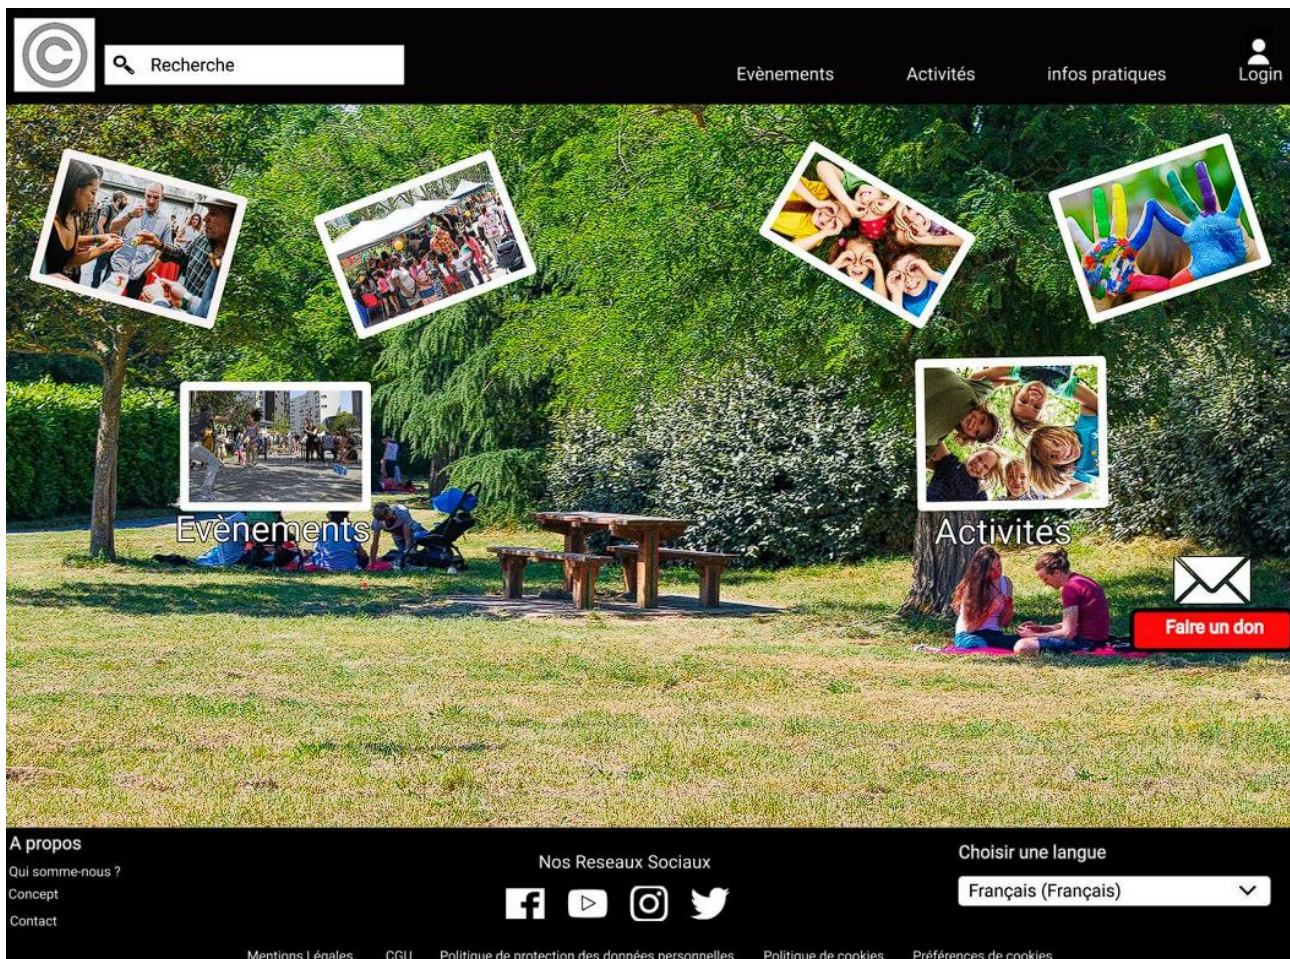 ©
Recherche
Evènements Activités infos pratiques Login
Evènements
Activités
Faire un don
A propos
Qui somme-nous ?
Concept
Contact
Nos Reseaux Sociaux
Choisir une langue
Français (Français)
Mentions Légales CGU Politique de protection des données personnelles Politique de cookies Préférences de cookies